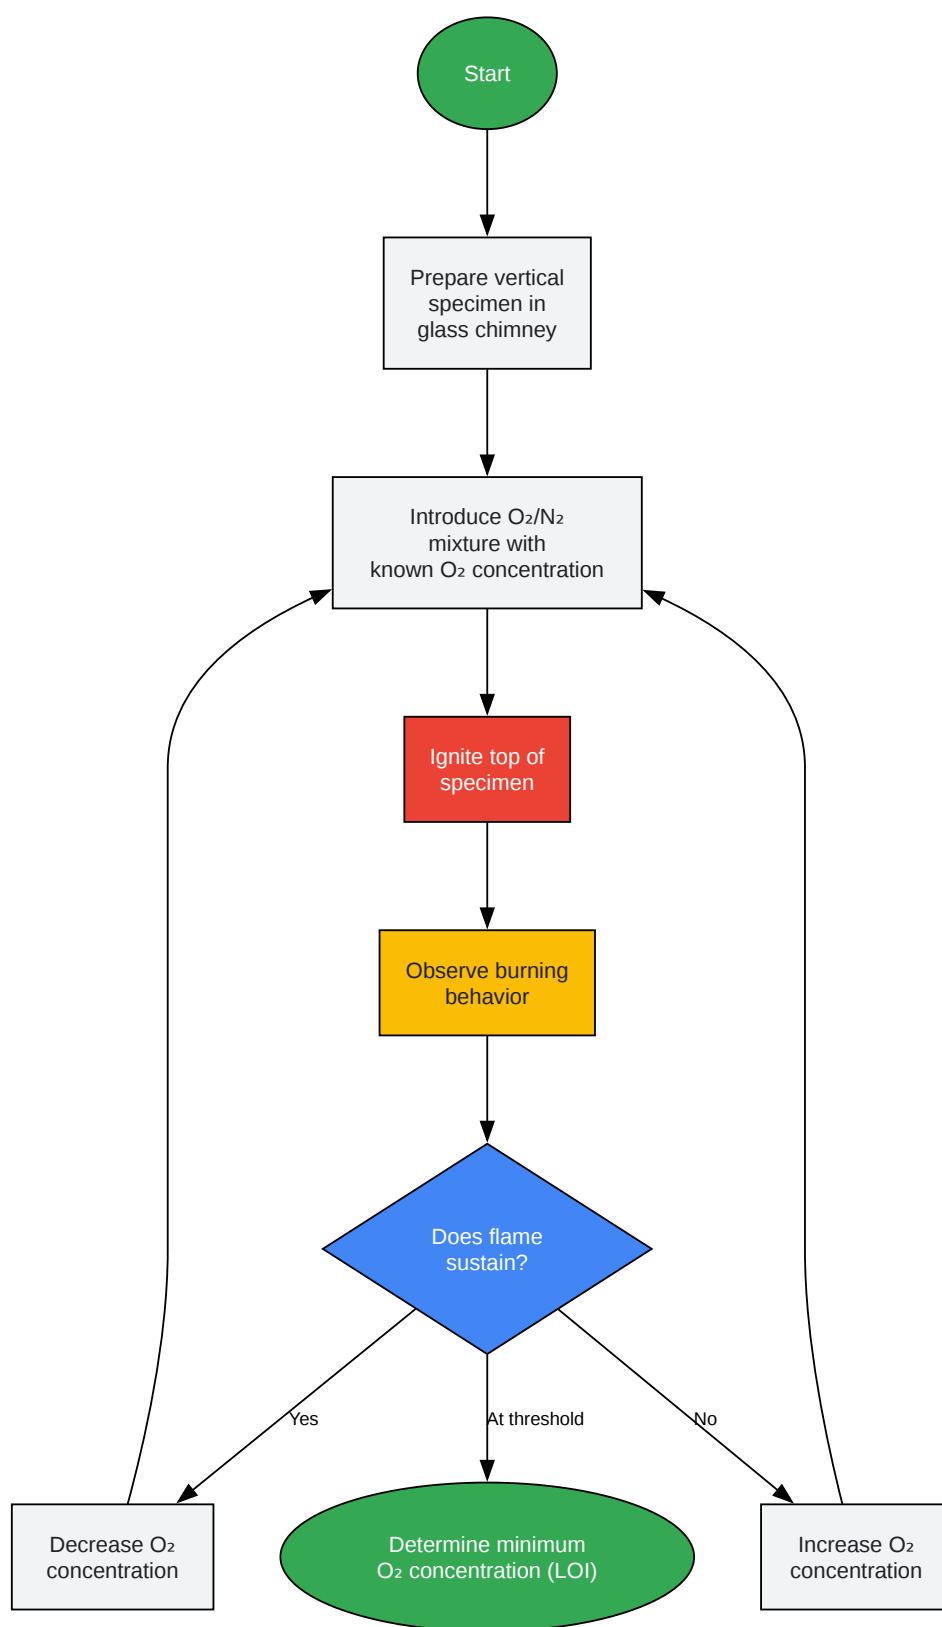 Start
Prepare vertical
specimen in
glass chimney
Introduce O₂/N₂
mixture with
known O₂ concentration
Ignite top of
specimen
Observe burning
behavior
Does flame
sustain?
Yes
At threshold
No
Decrease O₂
concentration
Determine minimum
O₂ concentration (LOI)
Increase O₂
concentration